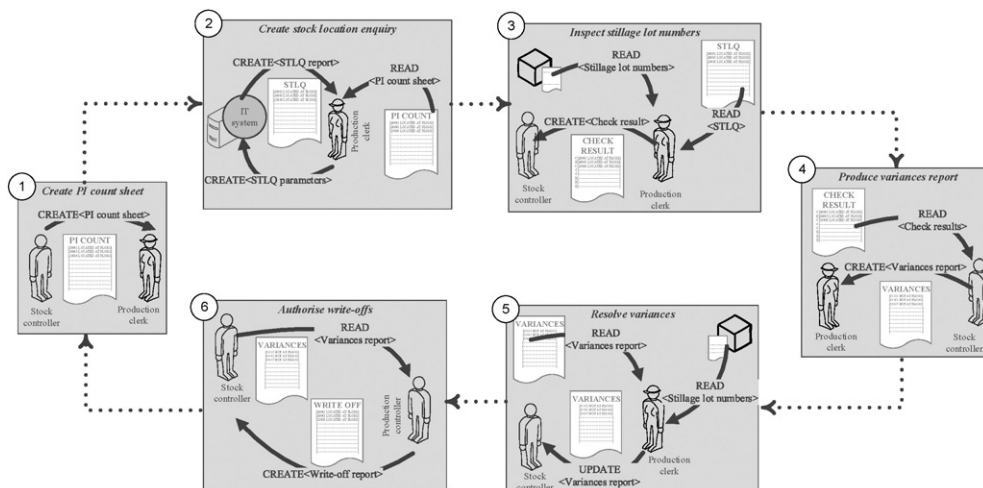 1
Create PI count sheet
CREATE<PI count sheet>
PI COUNT
Stock
controller
Production
clerk
2
Create stock location enquiry
CREATE<STLQ report>
READ
<PI count sheet>
STLQ
IT
system
PI COUNT
Production
clerk
CREATE<STLQ parameters>
3
Inspect stillage lot numbers
READ
<Stillage lot numbers>
STLQ
READ
<STLQ>
CREATE<Check result>
CHECK
RESULT
Stock
controller
Production
clerk
4
Produce variances report
CHECK
RESULT
READ
<Check results>
CREATE<Variances report>
VARIANCES
Production
clerk
Stock
controller
5
Resolve variances
VARIANCES
READ
<Variances report>
READ
<Stillage lot numbers>
VARIANCES
Stock
controller
Production
clerk
UPDATE
<Variances report>
6
Authorise write-offs
READ
<Variances report>
VARIANCES
Stock
controller
WRITE OFF
Production
controller
CREATE<Write-off report>